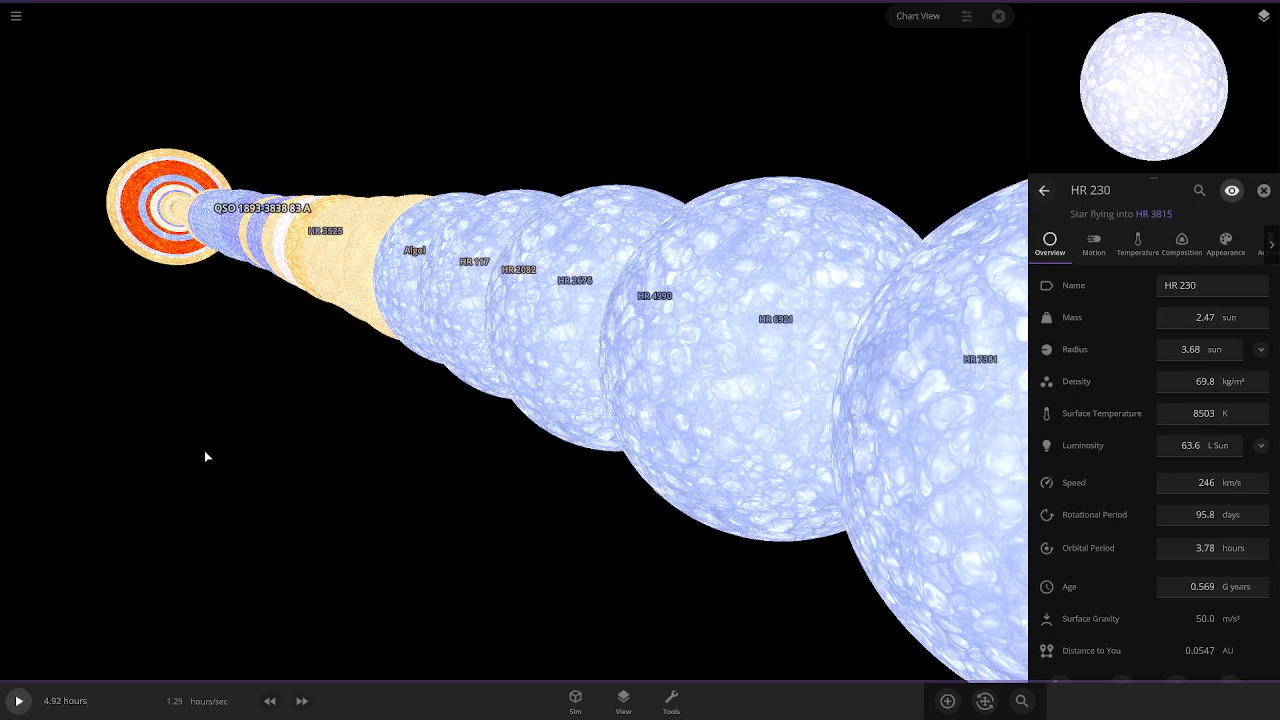 Chart View
QSO 1893-3838 83 A
HR 3925
Algol
HR 117
HR 2082
HR 2676
HR 4990
HR 6921
HR 7381
HR 230
Star flying into HR 3815
Overview Motion Temperature Composition Appearance
Name HR 230
Mass 2.47 sun
Radius 3.68 sun
Density 69.8 kg/m³
Surface Temperature 8503 K
Luminosity 63.6 L Sun
Speed 246 km/s
Rotational Period 95.8 days
Orbital Period 3.78 hours
Age 0.569 G years
Surface Gravity 50.0 m/s²
Distance to You 0.0547 AU
4.92 hours 1.29 hours/sec
Sim View Tools